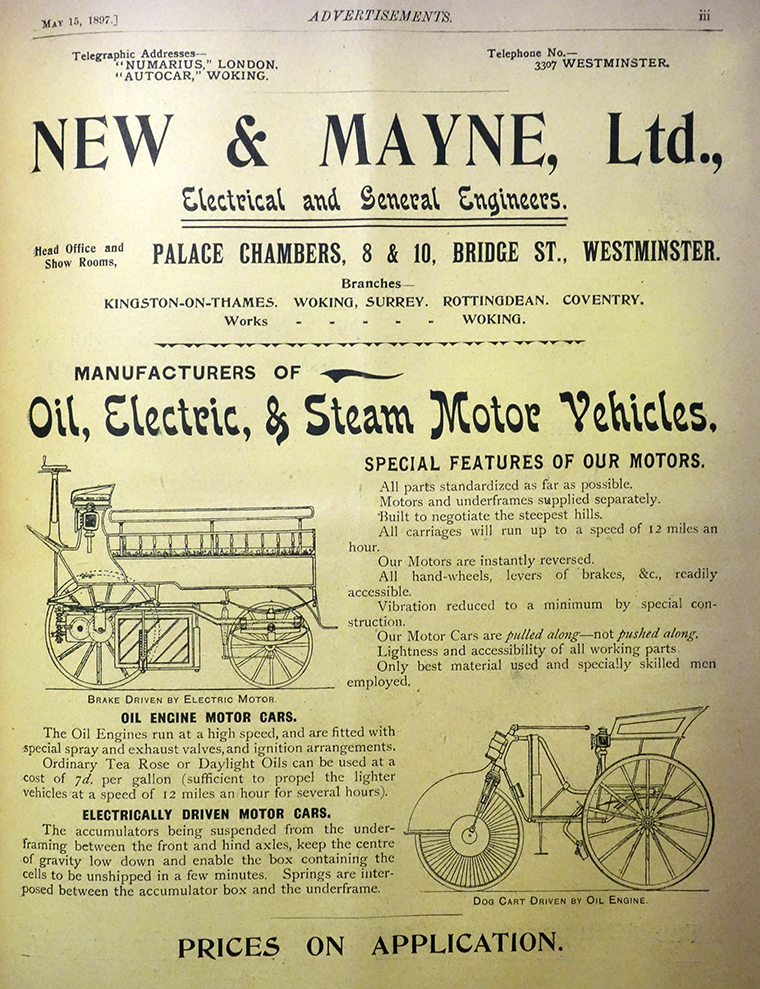 MAY 15, 1897.]
ADVERTISEMENTS.
iii
Telegraphic Addresses—
"NUMARIUS," LONDON.
"AUTOCAR," WOKING.
Telephone No.—
3307 WESTMINSTER.
NEW & MAYNE, Ltd.,
Electrical and General Engineers.
Head Office and
Show Rooms,
PALACE CHAMBERS, 8 & 10, BRIDGE ST., WESTMINSTER.
Branches—
KINGSTON-ON-THAMES. WOKING, SURREY. ROTTINGDEAN. COVENTRY.
Works - - - - - WOKING.
MANUFACTURERS OF
Oil, Electric, & Steam Motor Vehicles.
SPECIAL FEATURES OF OUR MOTORS.
All parts standardized as far as possible.
Motors and underframes supplied separately.
Built to negotiate the steepest hills.
All carriages will run up to a speed of 12 miles an
hour.
Our Motors are instantly reversed.
All hand-wheels, levers of brakes, &c., readily
accessible.
Vibration reduced to a minimum by special con-
struction.
Our Motor Cars are pulled along—not pushed along.
Lightness and accessibility of all working parts
Only best material used and specially skilled men
employed.
BRAKE DRIVEN BY ELECTRIC MOTOR.
OIL ENGINE MOTOR CARS.
The Oil Engines run at a high speed, and are fitted with
special spray and exhaust valves, and ignition arrangements.
Ordinary Tea Rose or Daylight Oils can be used at a
cost of 7d. per gallon (sufficient to propel the lighter
vehicles at a speed of 12 miles an hour for several hours).
ELECTRICALLY DRIVEN MOTOR CARS.
The accumulators being suspended from the under-
framing between the front and hind axles, keep the centre
of gravity low down and enable the box containing the
cells to be unshipped in a few minutes. Springs are inter-
posed between the accumulator box and the underframe.
DOG CART DRIVEN BY OIL ENGINE.
PRICES ON APPLICATION.